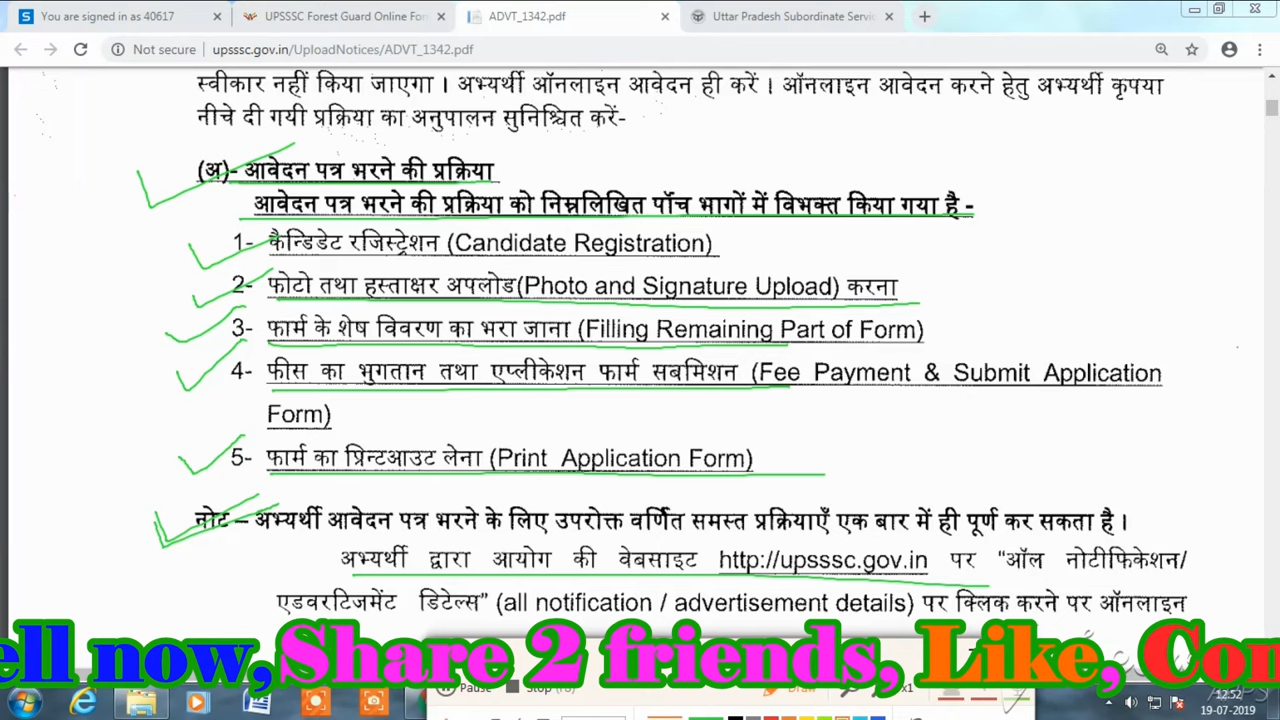 You are signed in as 40617
UPSSSC Forest Guard Online For
ADVT_1342.pdf
Uttar Pradesh Subordinate Servic
Not secure
upsssc.gov.in/UploadNotices/ADVT_1342.pdf
स्वीकार नहीं किया जाएगा । अभ्यर्थी ऑनलाइन आवेदन ही करें । ऑनलाइन आवेदन करने हेतु अभ्यर्थी कृपया
नीचे दी गयी प्रक्रिया का अनुपालन सुनिश्चित करें-
(अ)- आवेदन पत्र भरने की प्रक्रिया
आवेदन पत्र भरने की प्रक्रिया को निम्नलिखित पाँच भागों में विभक्त किया गया है -
1- कैन्डिडेट रजिस्ट्रेशन (Candidate Registration)
2- फोटो तथा हस्ताक्षर अपलोड(Photo and Signature Upload) करना
3- फार्म के शेष विवरण का भरा जाना (Filling Remaining Part of Form)
4- फीस का भुगतान तथा एप्लीकेशन फार्म सबमिशन (Fee Payment & Submit Application
Form)
5- फार्म का प्रिन्टआउट लेना (Print Application Form)
नोट – अभ्यर्थी आवेदन पत्र भरने के लिए उपरोक्त वर्णित समस्त प्रक्रियाएँ एक बार में ही पूर्ण कर सकता है ।
अभ्यर्थी द्वारा आयोग की वेबसाइट http://upsssc.gov.in पर “ऑल नोटीफिकेशन/
एडवरटिजमेंट डिटेल्स” (all notification / advertisement details) पर क्लिक करने पर ऑनलाइन
ell now, Share 2 friends, Like, Con
Pause Stop Draw x1
12:52
19-07-2019